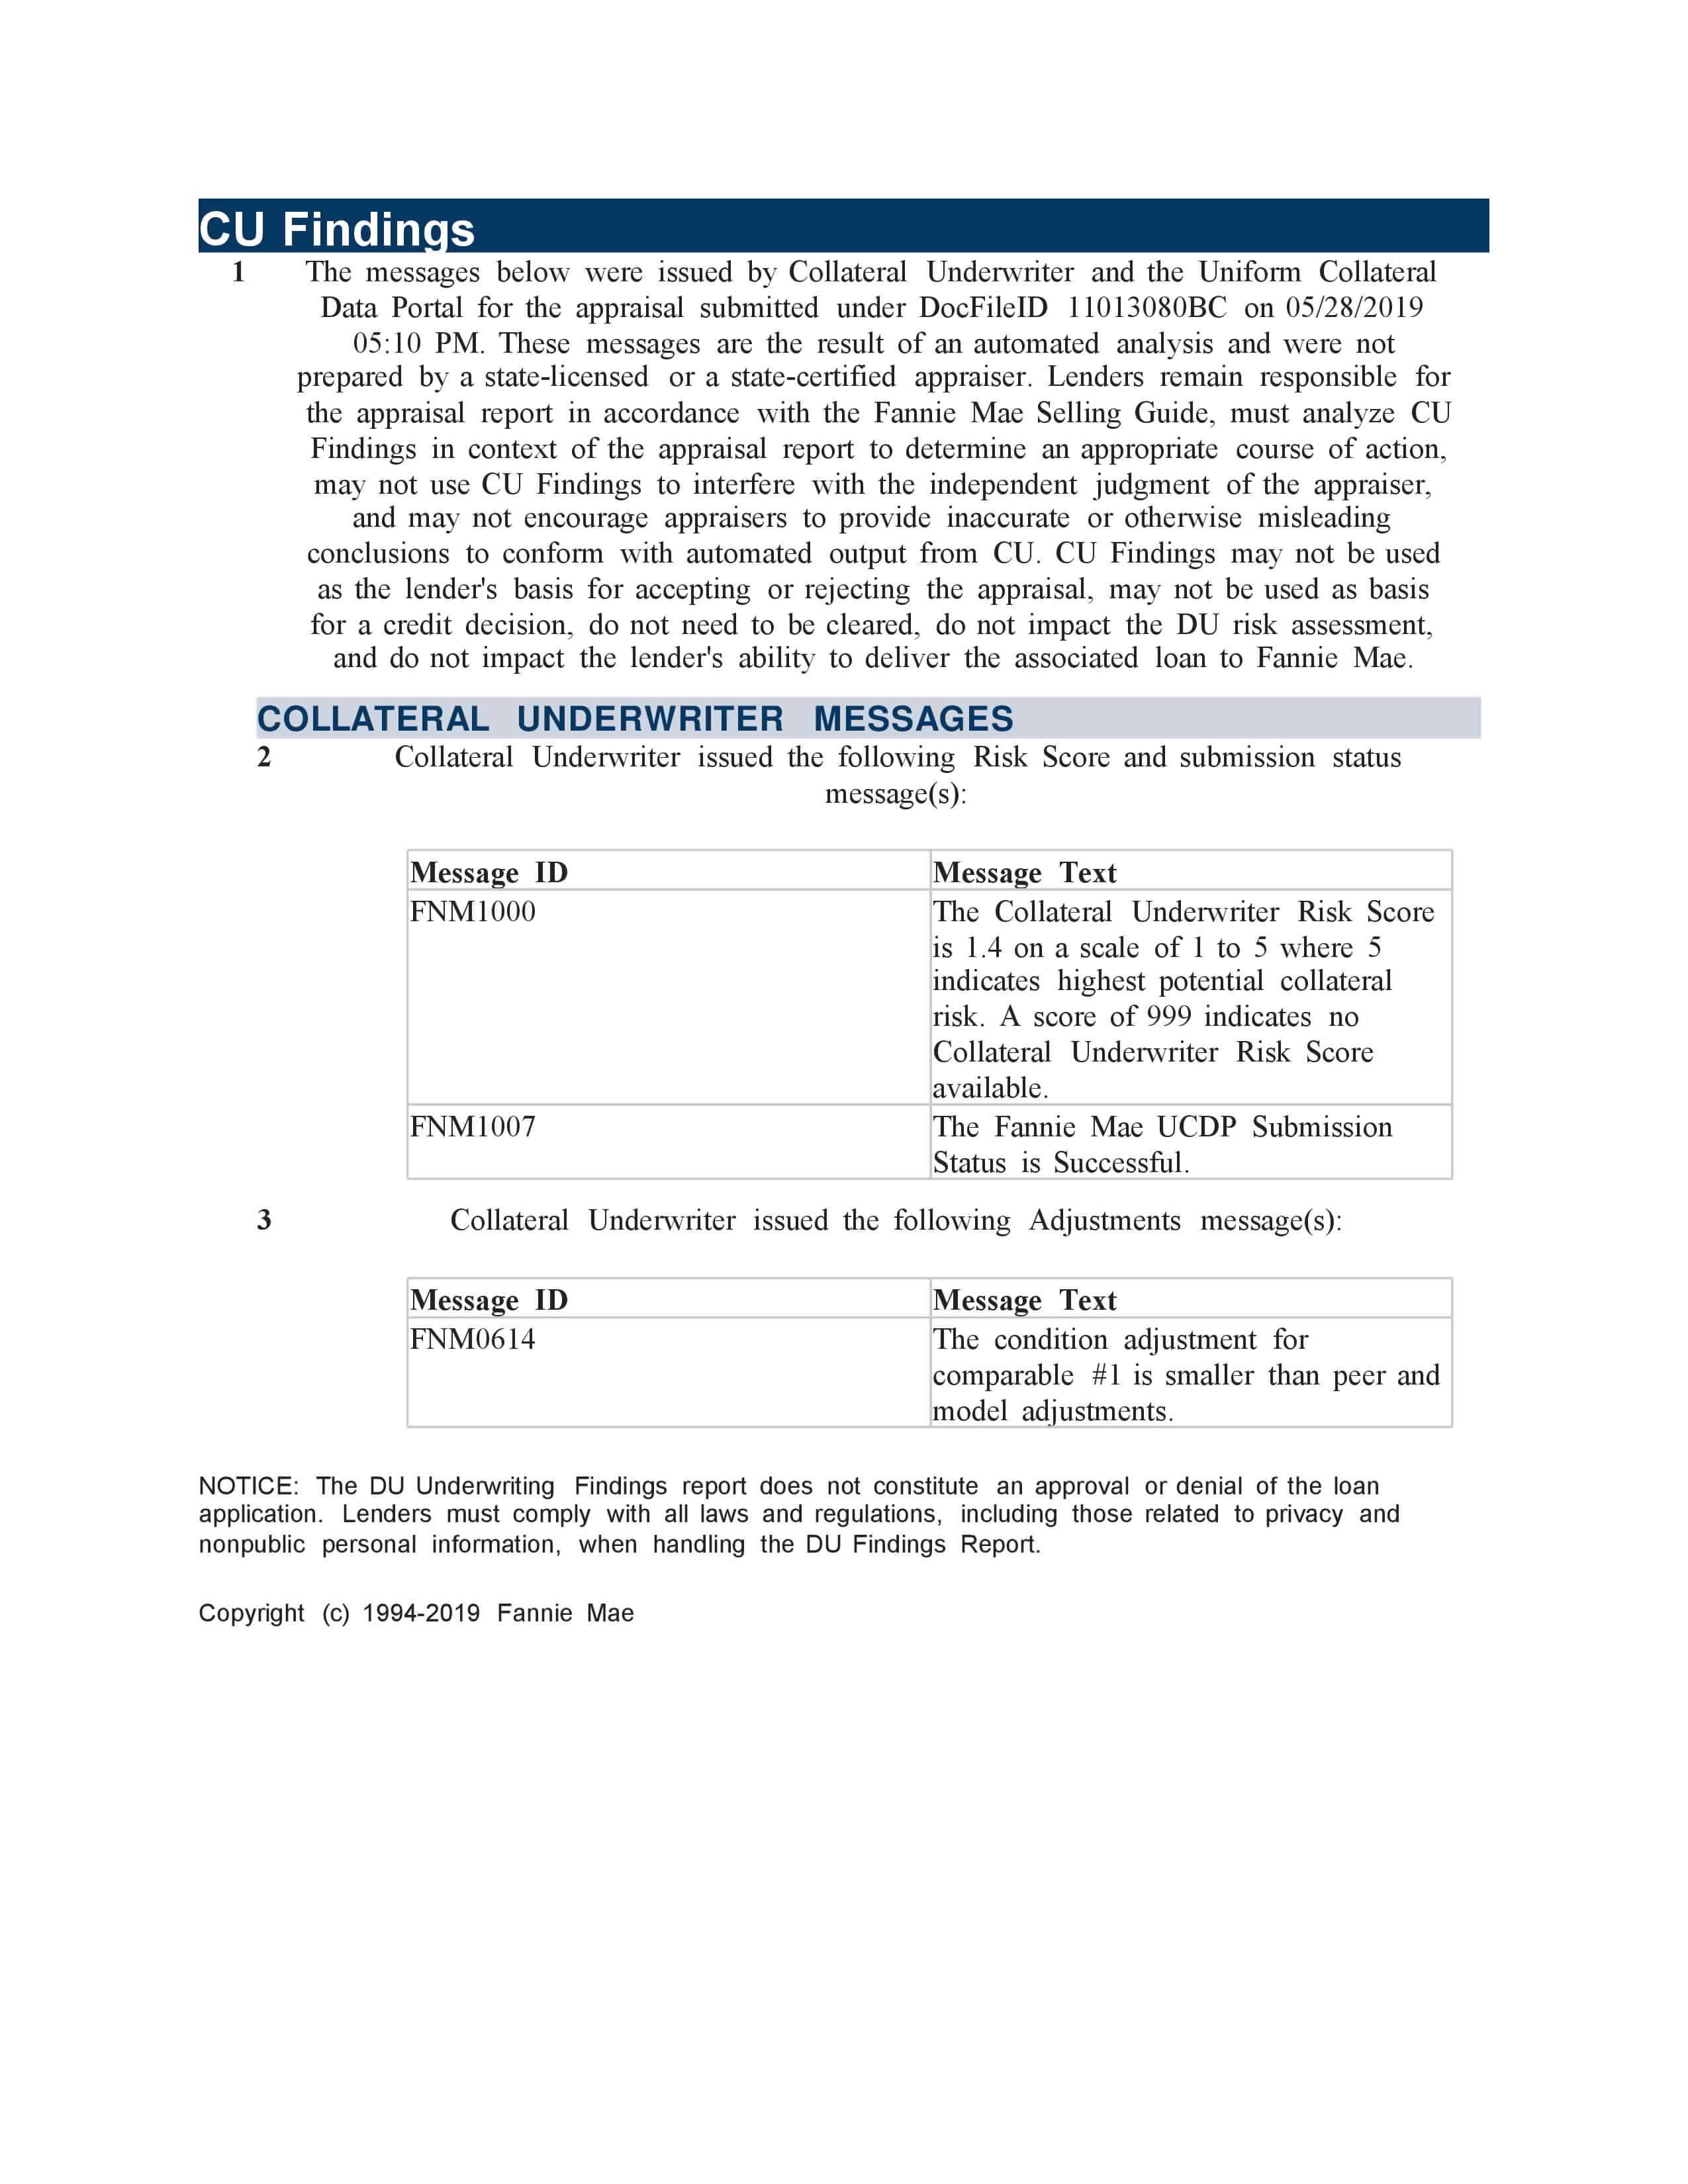 CU Findings
1 The messages below were issued by Collateral Underwriter and the Uniform Collateral
Data Portal for the appraisal submitted under DocFileID 11013080BC on 05/28/2019
05:10 PM. These messages are the result of an automated analysis and were not
prepared by a state-licensed or a state-certified appraiser. Lenders remain responsible for
the appraisal report in accordance with the Fannie Mae Selling Guide, must analyze CU
Findings in context of the appraisal report to determine an appropriate course of action,
may not use CU Findings to interfere with the independent judgment of the appraiser,
and may not encourage appraisers to provide inaccurate or otherwise misleading
conclusions to conform with automated output from CU. CU Findings may not be used
as the lender's basis for accepting or rejecting the appraisal, may not be used as basis
for a credit decision, do not need to be cleared, do not impact the DU risk assessment,
and do not impact the lender's ability to deliver the associated loan to Fannie Mae.
COLLATERAL UNDERWRITER MESSAGES
2 Collateral Underwriter issued the following Risk Score and submission status
message(s):
Message ID Message Text
FNM1000 The Collateral Underwriter Risk Score
is 1.4 on a scale of 1 to 5 where 5
indicates highest potential collateral
risk. A score of 999 indicates no
Collateral Underwriter Risk Score
available.
FNM1007 The Fannie Mae UCDP Submission
Status is Successful.
3 Collateral Underwriter issued the following Adjustments message(s):
Message ID Message Text
FNM0614 The condition adjustment for
comparable #1 is smaller than peer and
model adjustments.
NOTICE: The DU Underwriting Findings report does not constitute an approval or denial of the loan
application. Lenders must comply with all laws and regulations, including those related to privacy and
nonpublic personal information, when handling the DU Findings Report.
Copyright (c) 1994-2019 Fannie Mae